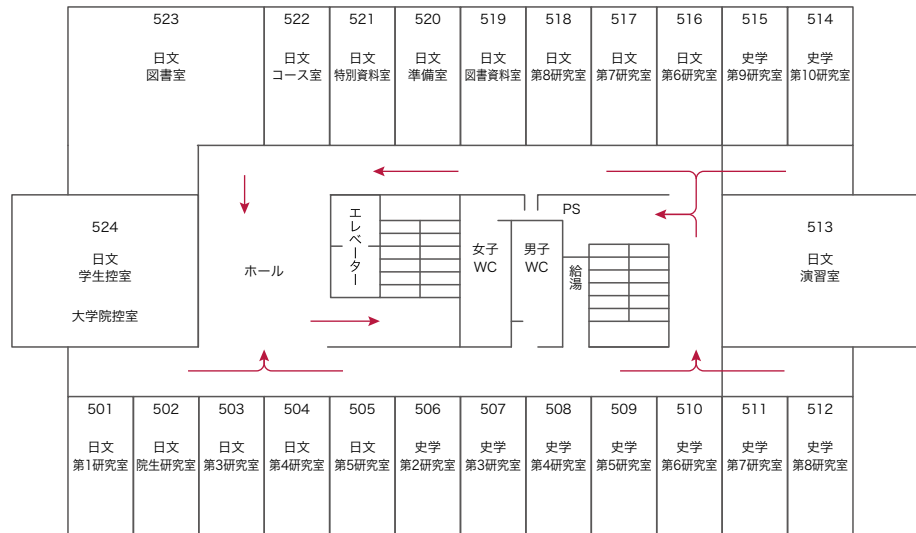 523
日文
図書室
522
日文
コース室
521
日文
特別資料室
520
日文
準備室
519
日文
図書資料室
518
日文
第8研究室
517
日文
第7研究室
516
日文
第6研究室
515
史学
第9研究室
514
史学
第10研究室
524
日文
学生控室
大学院控室
ホール
エレベーター
女子
WC
男子
WC
PS
給湯
513
日文
演習室
501
日文
第1研究室
502
日文
院生研究室
503
日文
第3研究室
504
日文
第4研究室
505
日文
第5研究室
506
史学
第2研究室
507
史学
第3研究室
508
史学
第4研究室
509
史学
第5研究室
510
史学
第6研究室
511
史学
第7研究室
512
史学
第8研究室